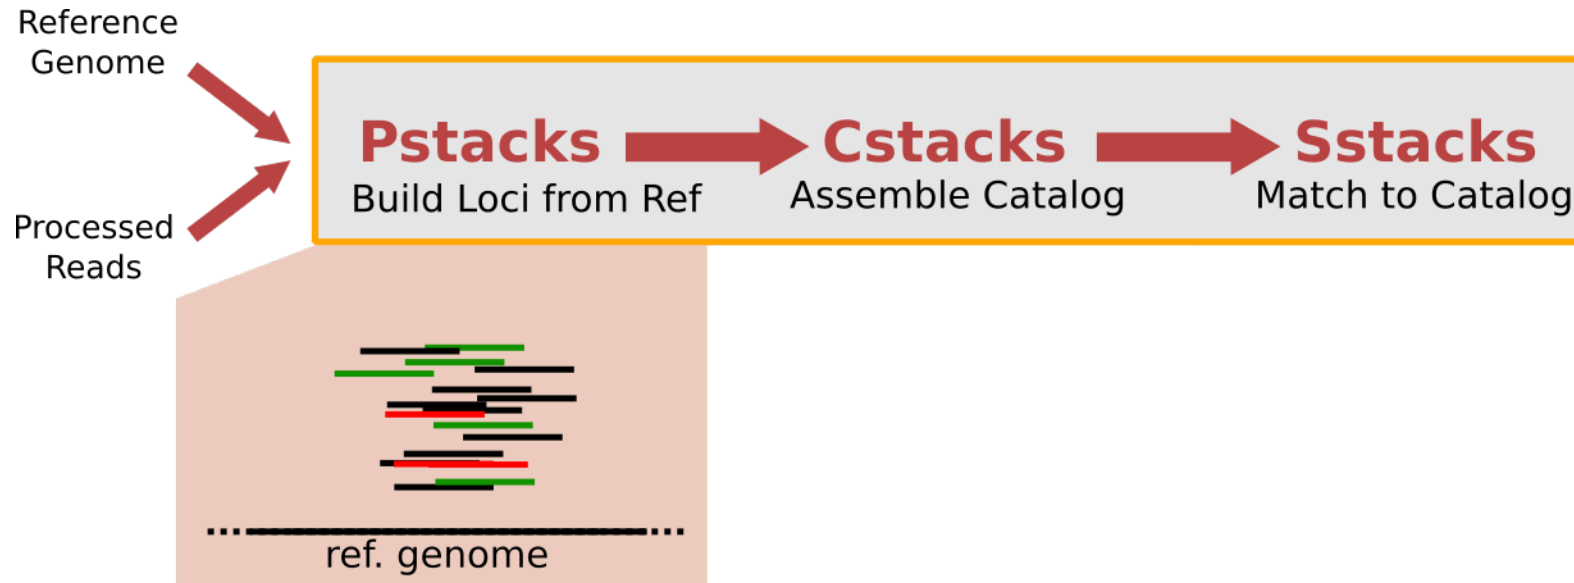 Reference
Genome
Processed
Reads
Pstacks
Build Loci from Ref
Cstacks
Assemble Catalog
Sstacks
Match to Catalog
ref. genome